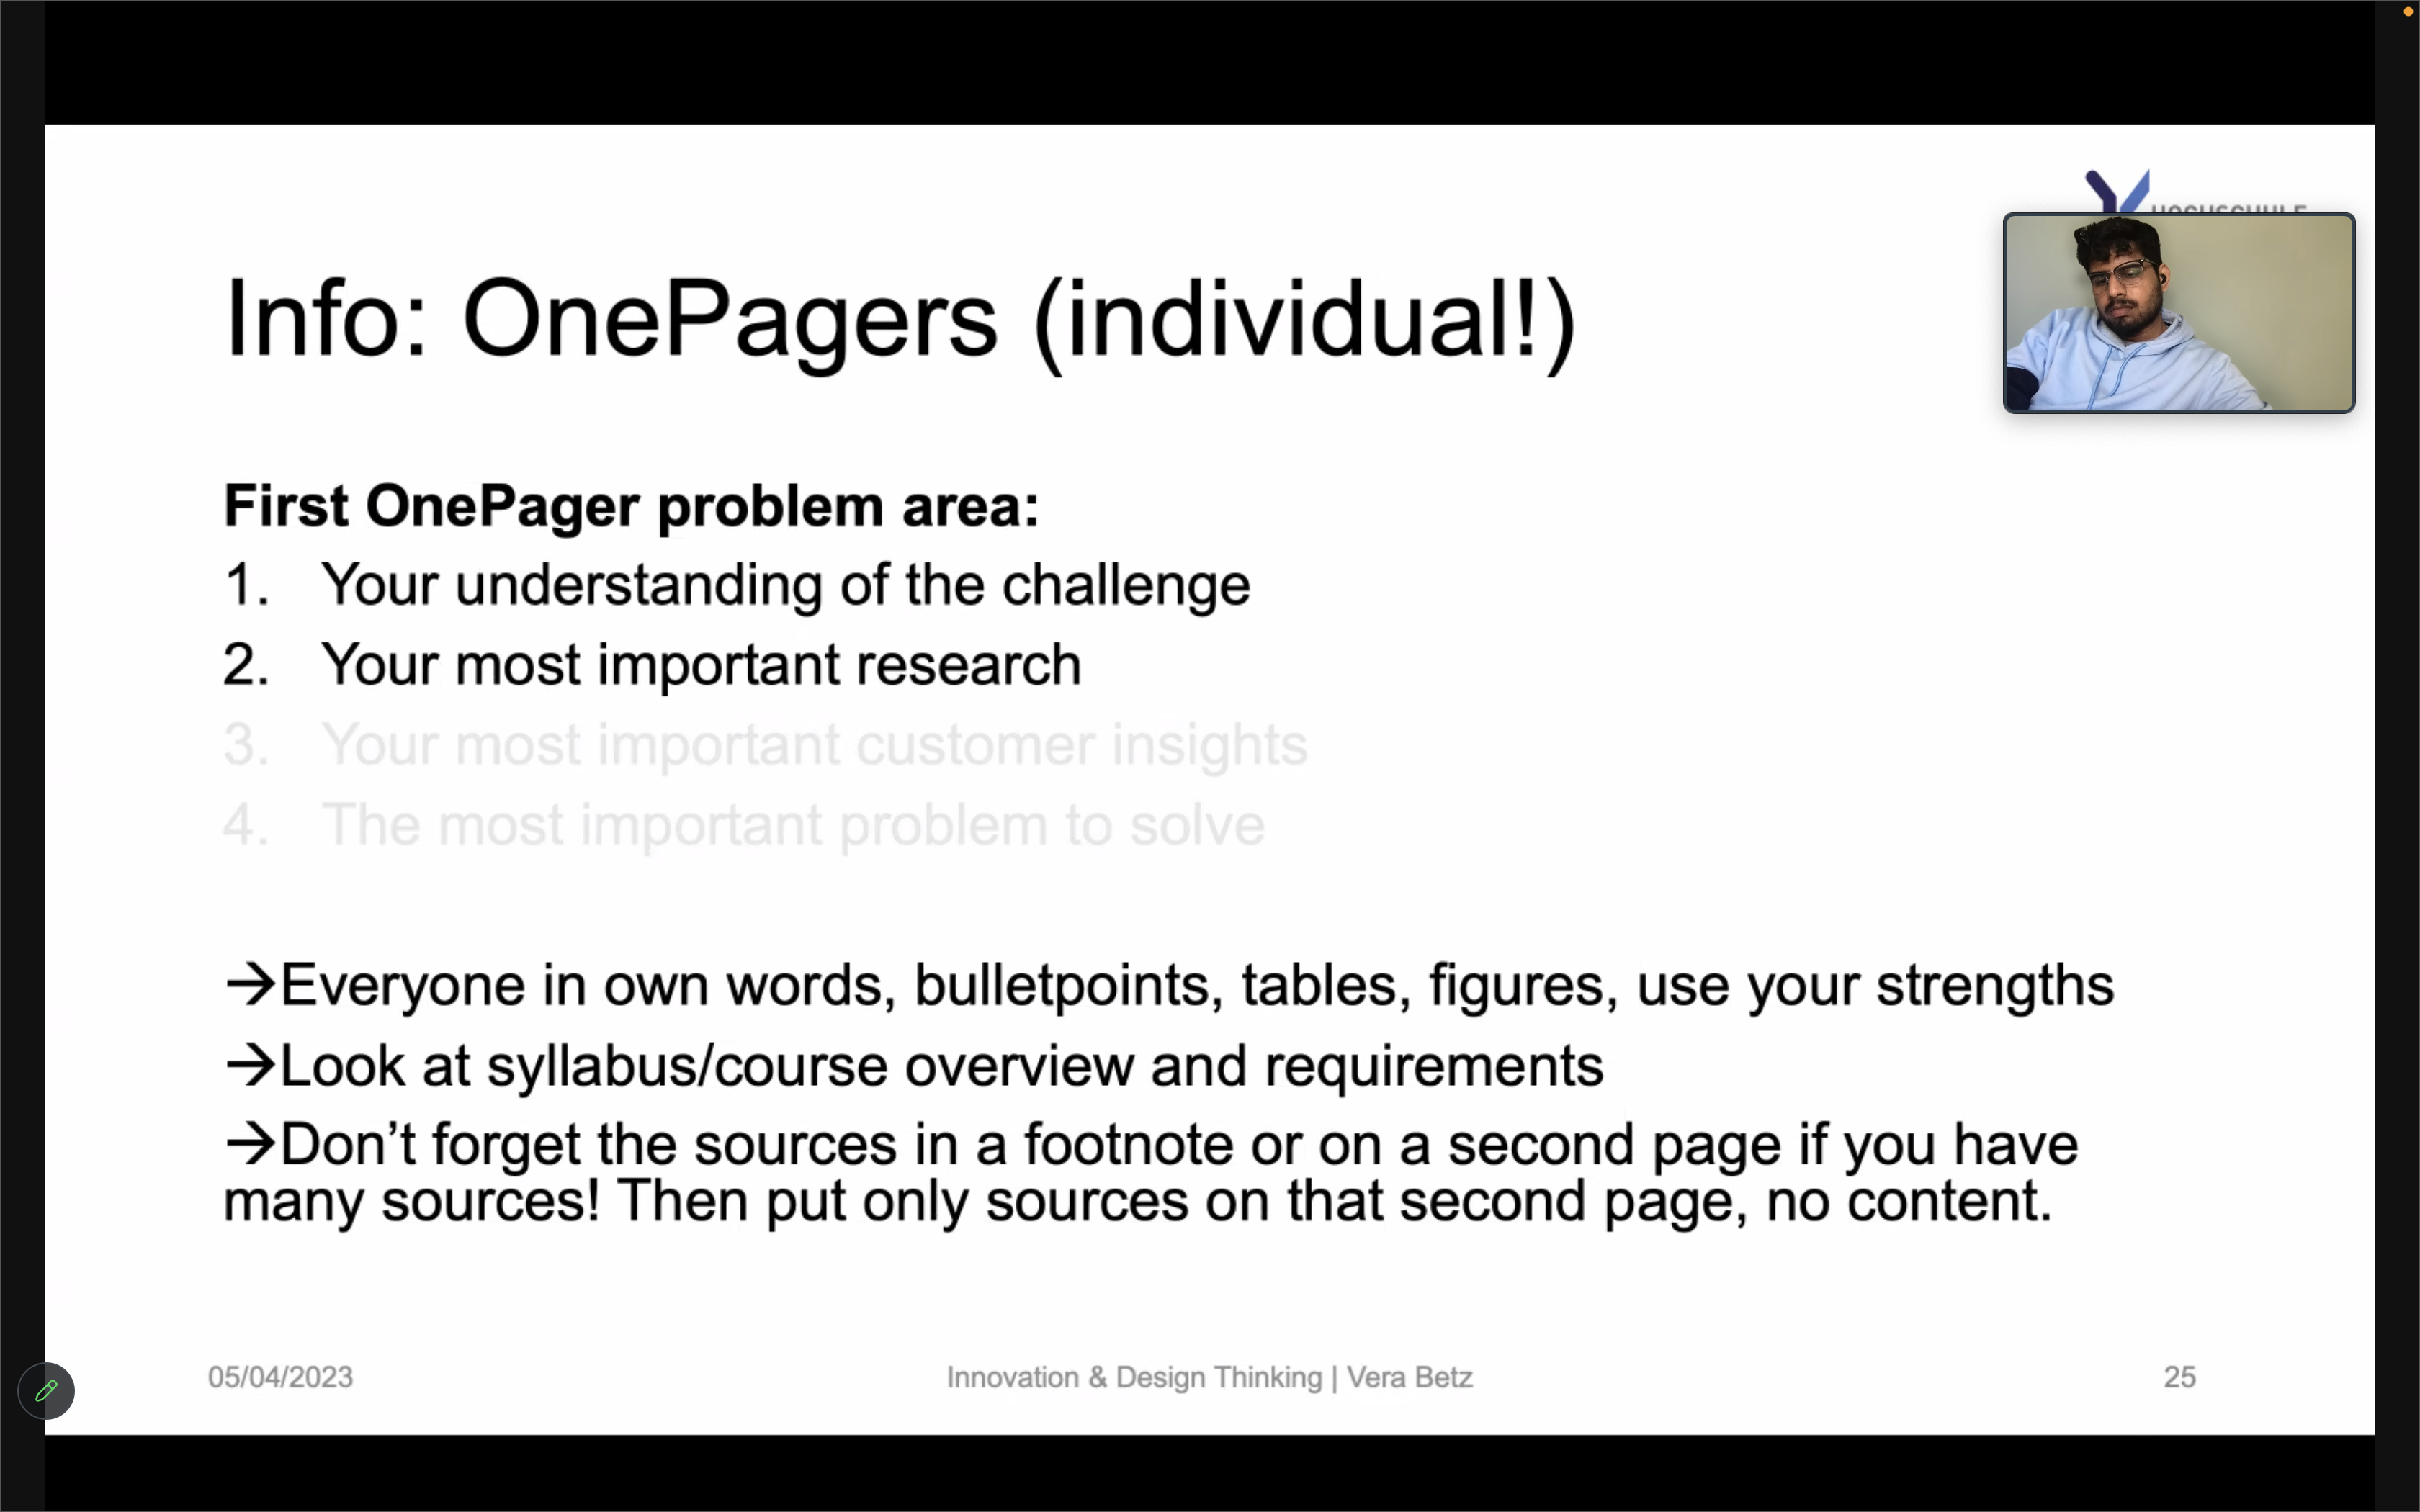 Info: OnePagers (individual!)
First OnePager problem area:
1. Your understanding of the challenge
2. Your most important research
3. Your most important customer insights
4. The most important problem to solve
→Everyone in own words, bulletpoints, tables, figures, use your strengths
→Look at syllabus/course overview and requirements
→Don’t forget the sources in a footnote or on a second page if you have
many sources! Then put only sources on that second page, no content.
05/04/2023
Innovation & Design Thinking | Vera Betz
25